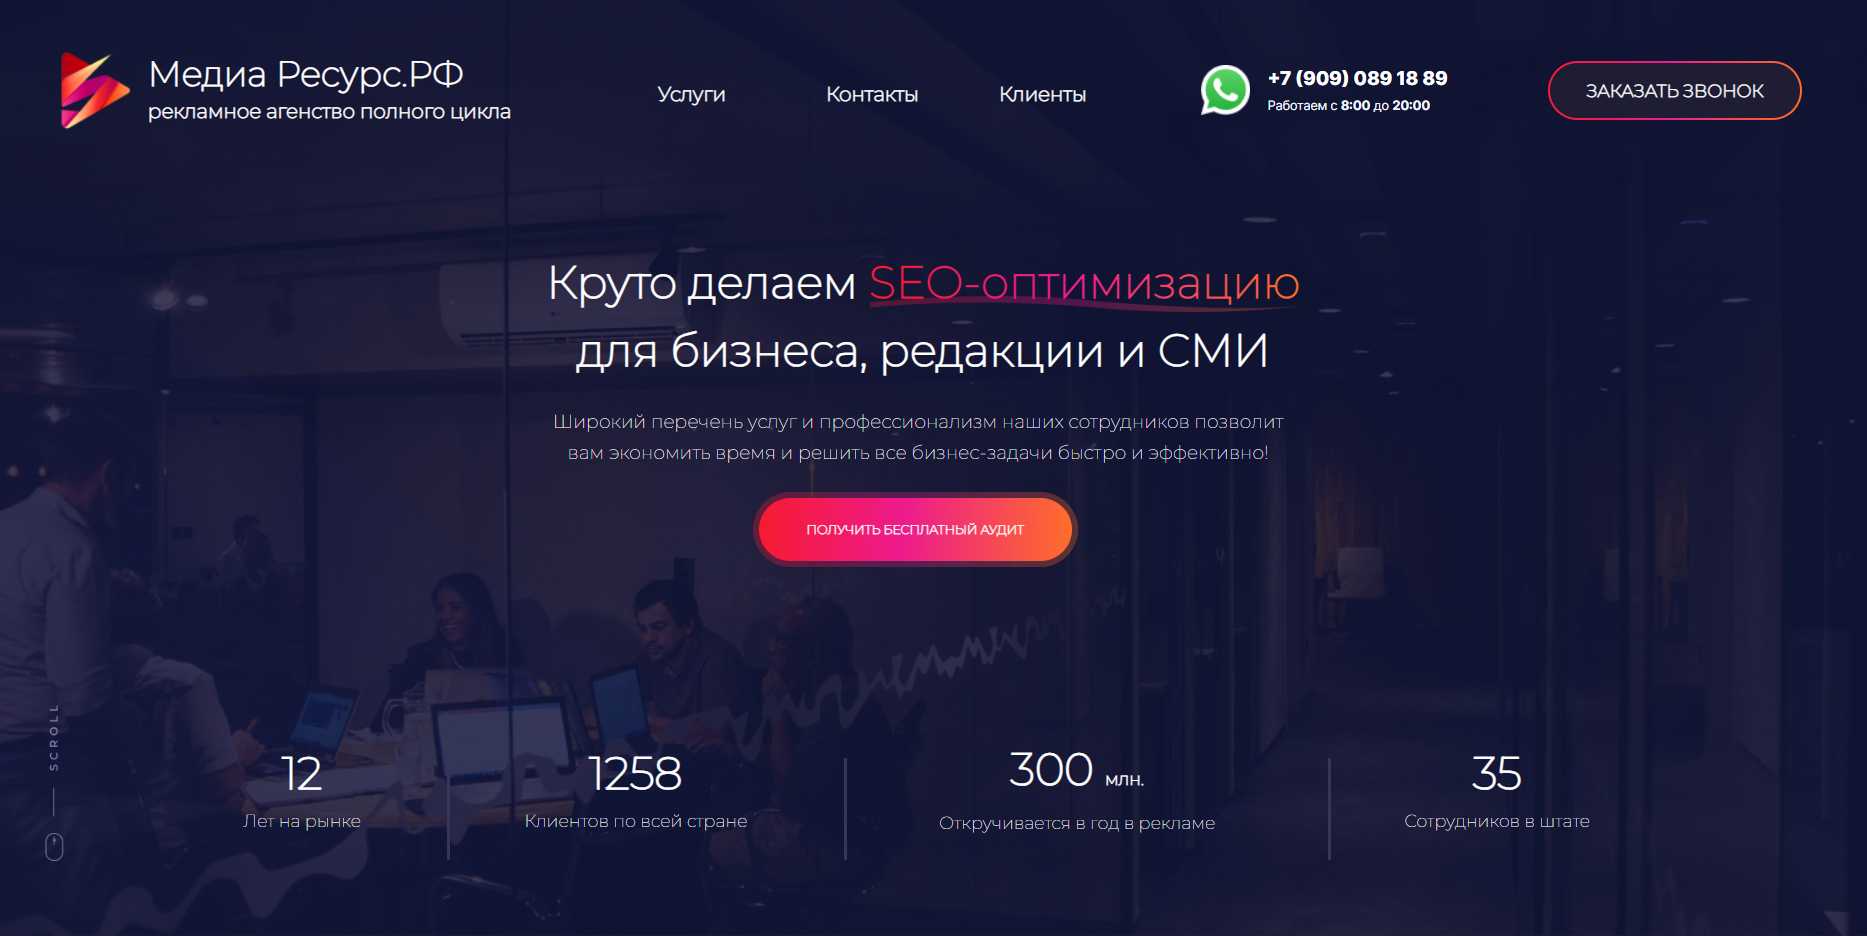 Медиа Ресурс.РФ
рекламное агенство полного цикла
Услуги
Контакты
Клиенты
+7 (909) 089 18 89
Работаем с 8:00 до 20:00
ЗАКАЗАТЬ ЗВОНОК
Круто делаем SEO-оптимизацию
для бизнеса, редакции и СМИ
Широкий перечень услуг и профессионализм наших сотрудников позволит
вам экономить время и решить все бизнес-задачи быстро и эффективно!
ПОЛУЧИТЬ БЕСПЛАТНЫЙ АУДИТ
SCROLL
12
Лет на рынке
1258
Клиентов по всей стране
300 млн.
Откручивается в год в рекламе
35
Сотрудников в штате